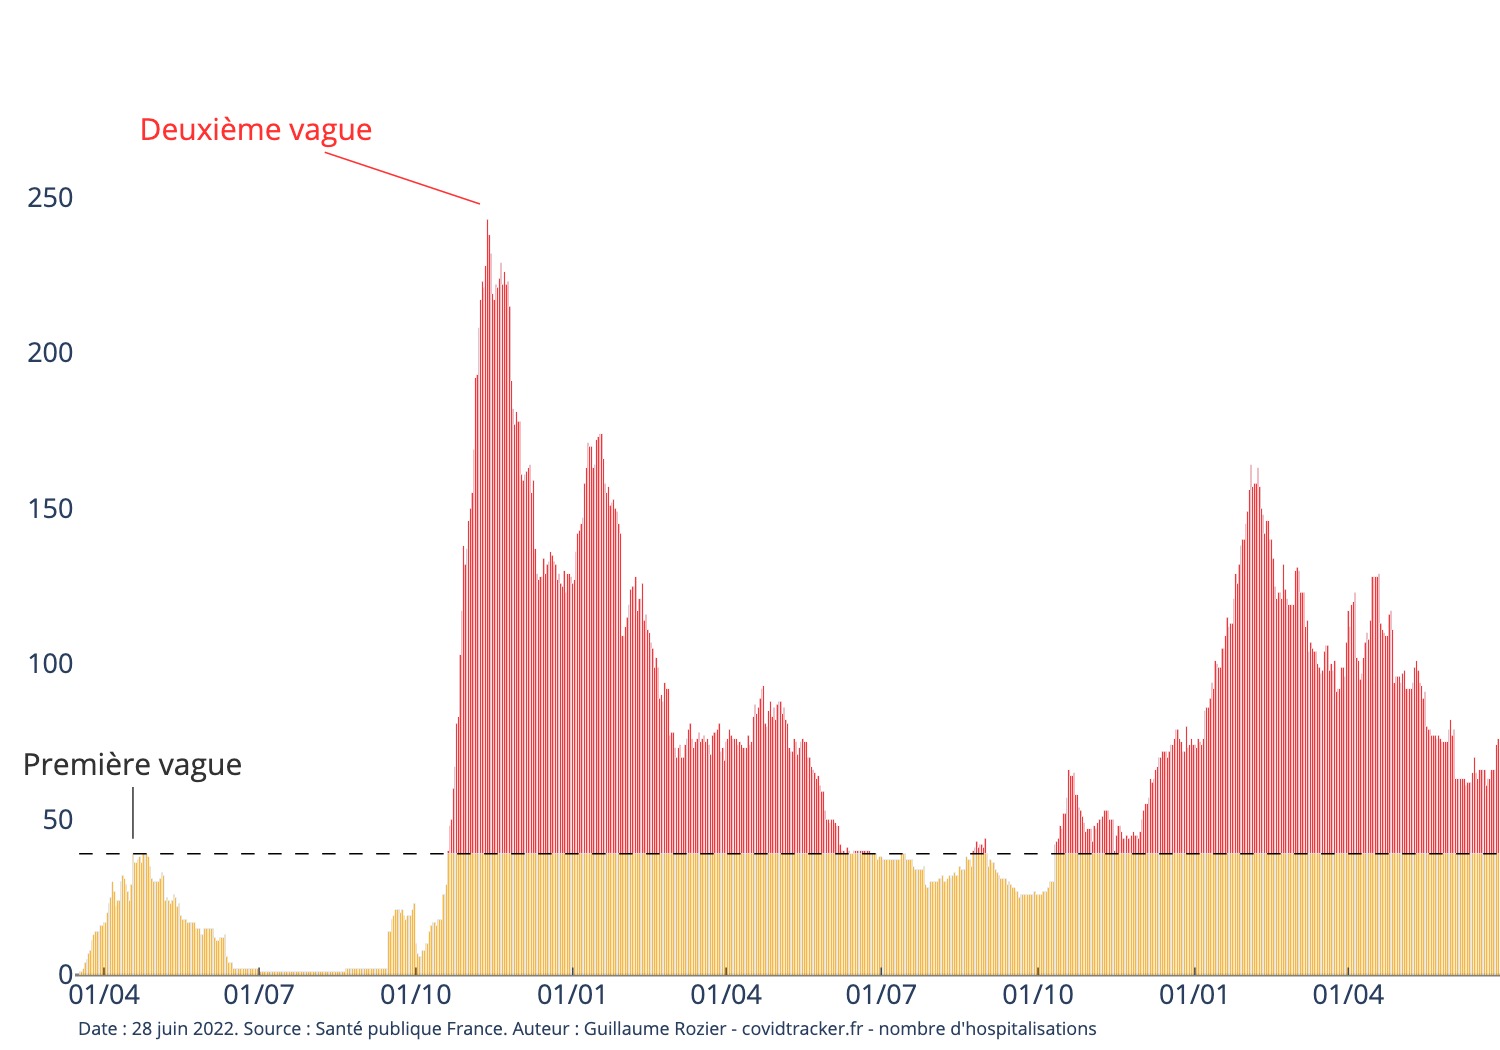 Deuxième vague
250
200
150
100
Première vague
50
0
01/04 01/07 01/10 01/01 01/04 01/07 01/10 01/01 01/04
Date : 28 juin 2022. Source : Santé publique France. Auteur : Guillaume Rozier - covidtracker.fr - nombre d'hospitalisations